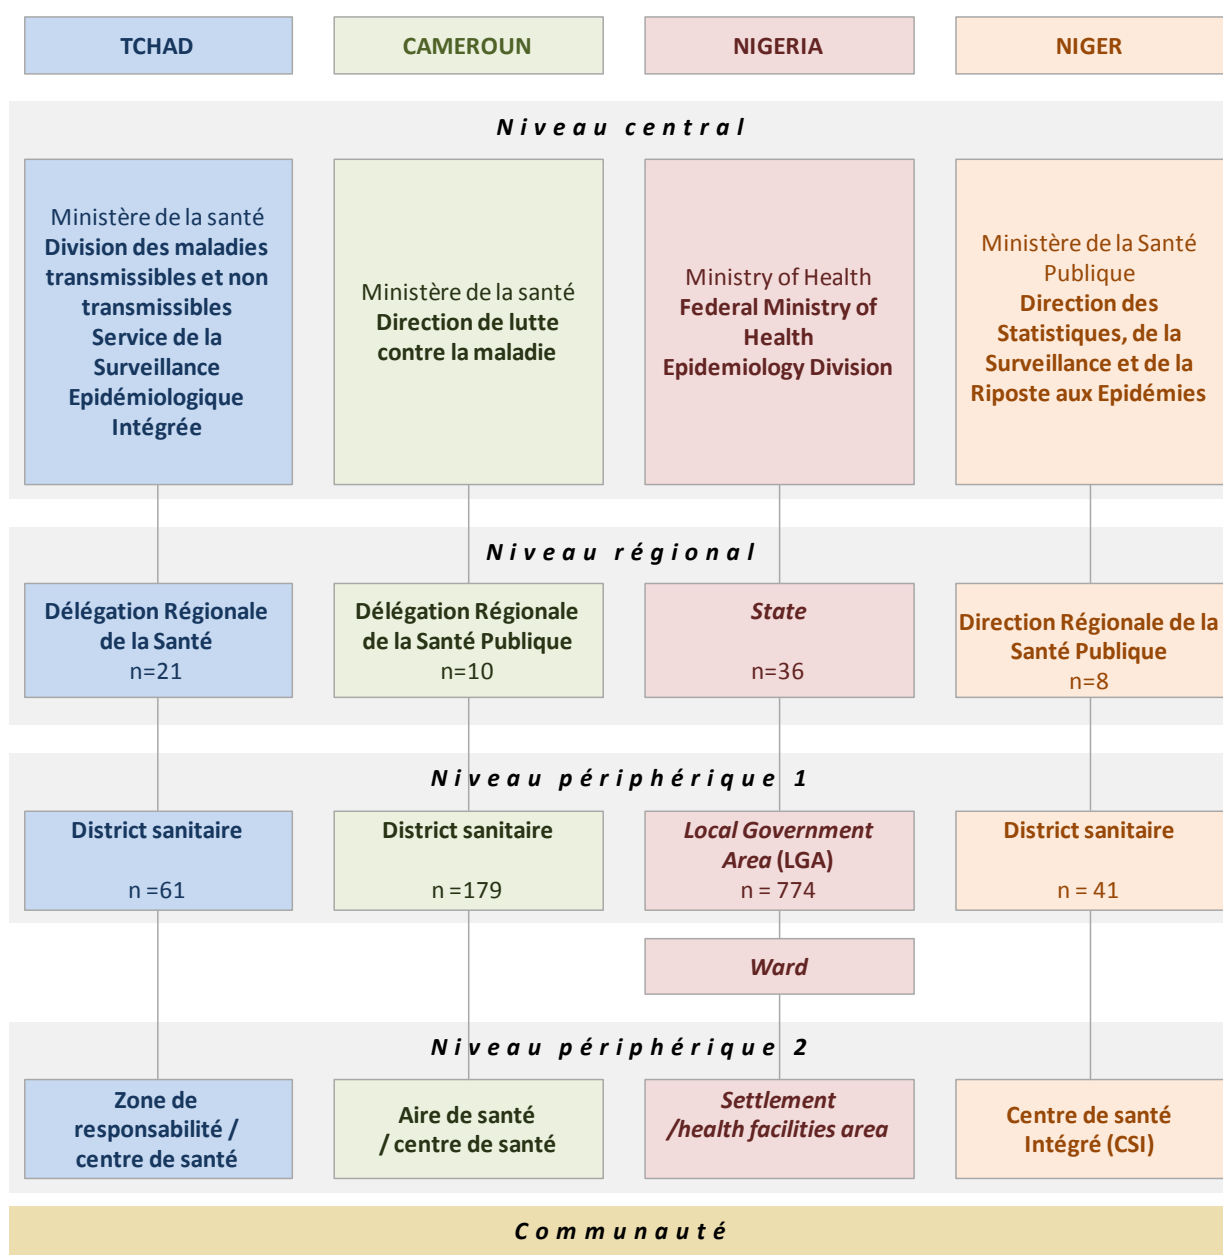 TCHAD
CAMEROUN
NIGERIA
NIGER
Niveau central
Ministère de la santé
Division des maladies
transmissibles et non
transmissibles
Service de la
Surveillance
Epidémiologique
Intégrée
Ministère de la santé
Direction de lutte
contre la maladie
Ministry of Health
Federal Ministry of
Health
Epidemiology Division
Ministère de la Santé
Publique
Direction des
Statistiques, de la
Surveillance et de la
Riposte aux Epidémies
Niveau régional
Délégation Régionale
de la Santé
n=21
Délégation Régionale
de la Santé Publique
n=10
State
n=36
Direction Régionale de la
Santé Publique
n=8
Niveau périphérique 1
District sanitaire
n =61
District sanitaire
n =179
Local Government
Area (LGA)
n = 774
District sanitaire
n = 41
Ward
Niveau périphérique 2
Zone de
responsabilité /
centre de santé
Aire de santé
/ centre de santé
Settlement
/health facilities area
Centre de santé
Intégré (CSI)
Communauté